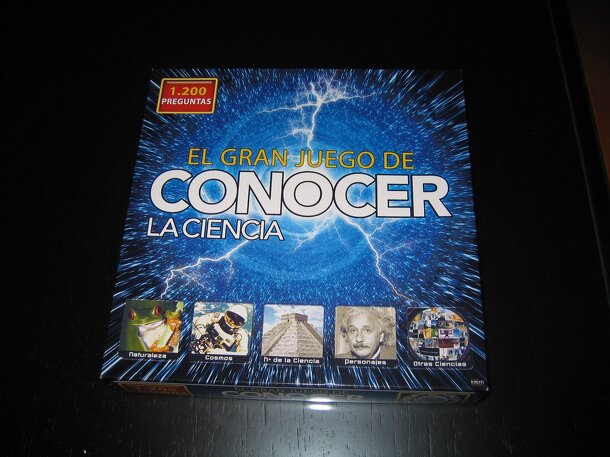 1.200
PREGUNTAS
EL GRAN JUEGO DE
CONOCER
LA CIENCIA
Naturaleza
Cosmos
Hª de la Ciencia
Personajes
Otras Ciencias
CONOCER